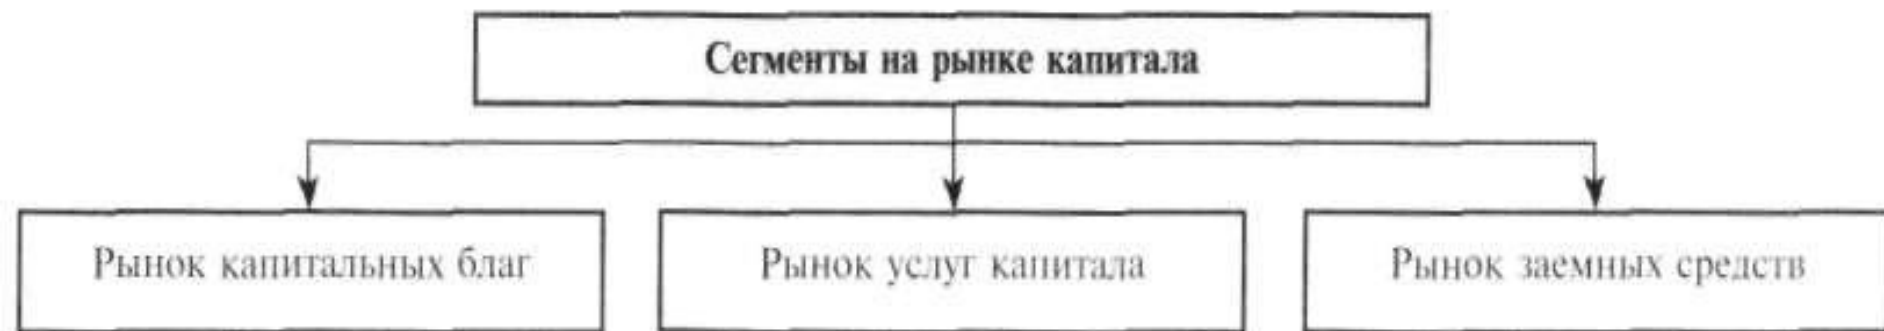 Сегменты на рынке капитала
Рынок капитальных благ
Рынок услуг капитала
Рынок заемных средств